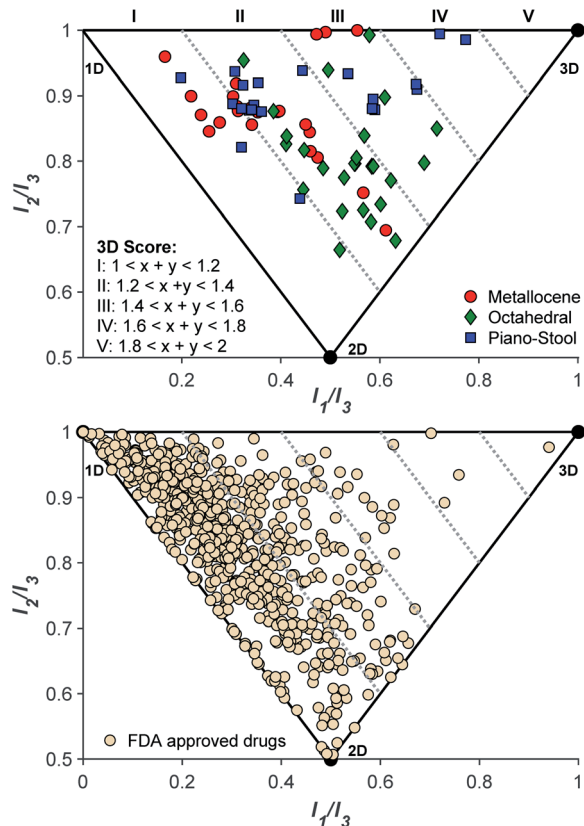 I II III IV V
1
1D
3D
0.9
0.8
I2/I3
0.7
3D Score:
I: 1 < x + y < 1.2
II: 1.2 < x +y < 1.4
III: 1.4 < x + y < 1.6
IV: 1.6 < x + y < 1.8
V: 1.8 < x + y < 2
Metallocene
Octahedral
Piano-Stool
0.6
2D
0.5
0.2 0.4 0.6 0.8 1
I1/I3
1
1D
3D
0.9
0.8
I2/I3
0.7
0.6
FDA approved drugs
2D
0.5
0 0.2 0.4 0.6 0.8 1
I1/I3